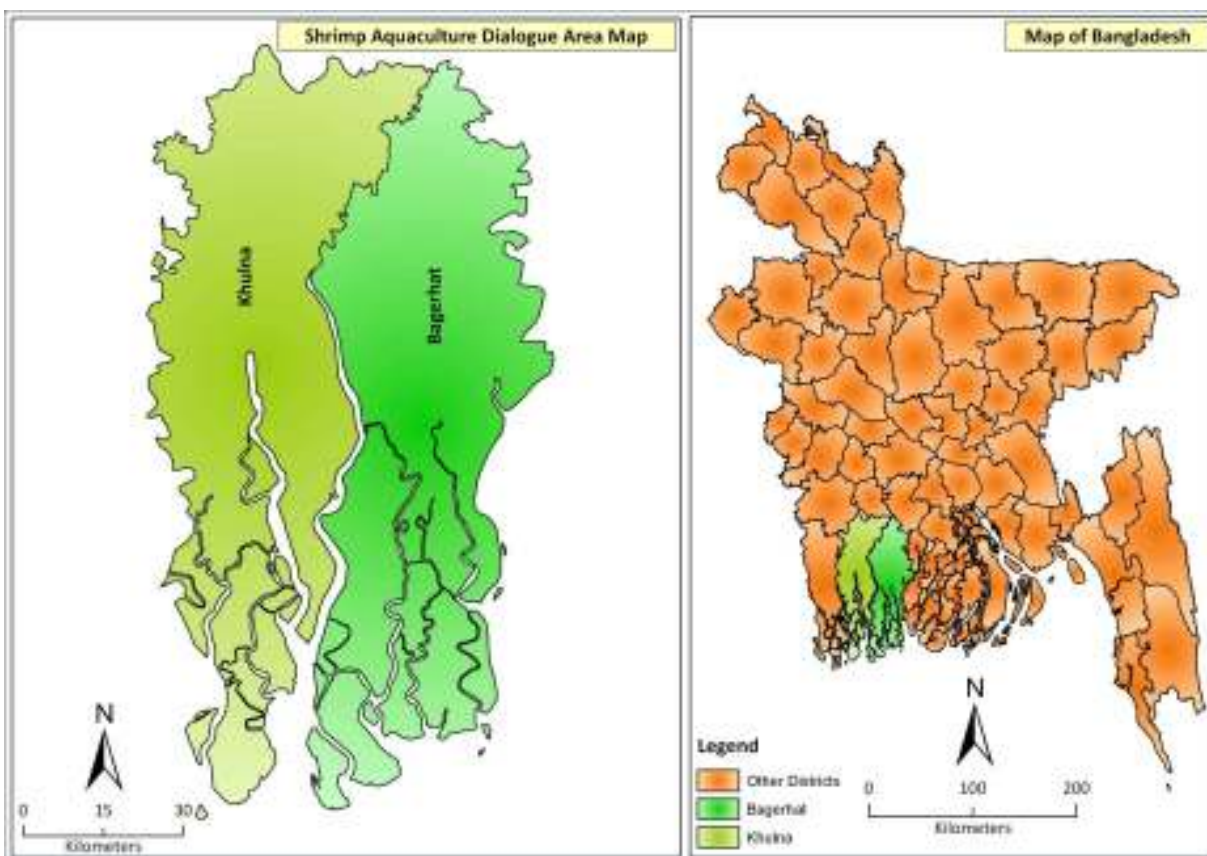 Shrimp Aquaculture Dialogue Area Map
Khulna
Bagerhat
N
0 15 30
Kilometers
Map of Bangladesh
N
Legend
Other Districts
Bagerhat
Khulna
0 100 200
Kilometers